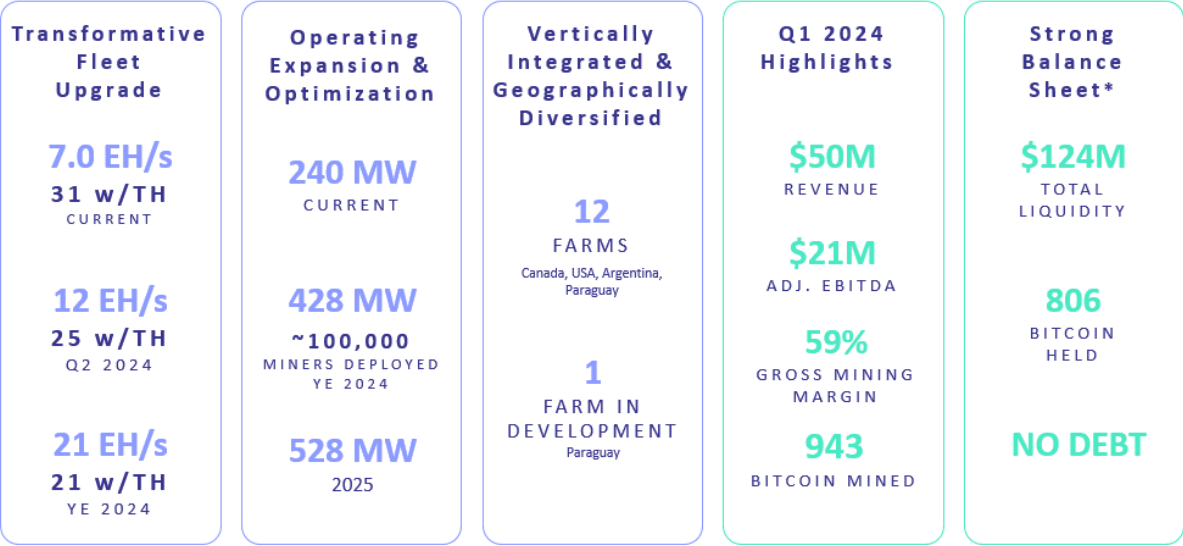 Transformative
Fleet
Upgrade
7.0 EH/s
31 w/TH
CURRENT
12 EH/s
25 w/TH
Q2 2024
21 EH/s
21 w/TH
YE 2024
Operating
Expansion &
Optimization
240 MW
CURRENT
428 MW
~100,000
MINERS DEPLOYED
YE 2024
528 MW
2025
Vertically
Integrated &
Geographically
Diversified
12
FARMS
Canada, USA, Argentina,
Paraguay
1
FARM IN
DEVELOPMENT
Paraguay
Q1 2024
Highlights
$50M
REVENUE
$21M
ADJ. EBITDA
59%
GROSS MINING
MARGIN
943
BITCOIN MINED
Strong
Balance
Sheet*
$124M
TOTAL
LIQUIDITY
806
BITCOIN
HELD
NO DEBT